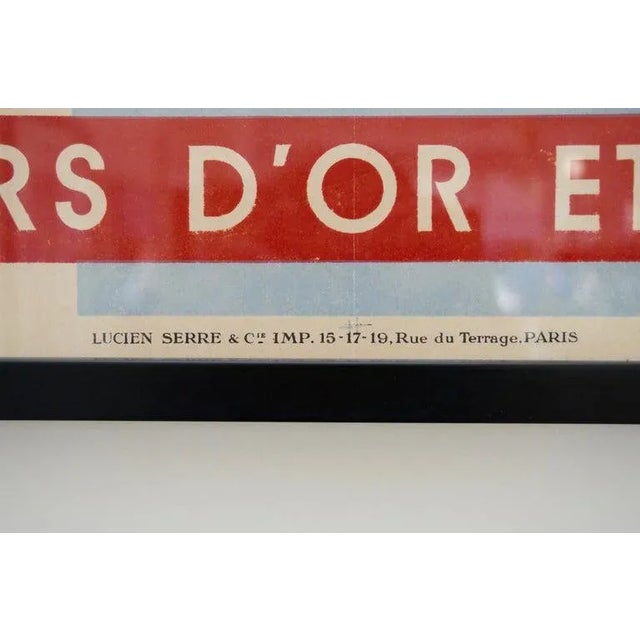 RS D'OR ET
LUCIEN SERRE & Cie IMP. 15-17-19, Rue du Terrage. PARIS